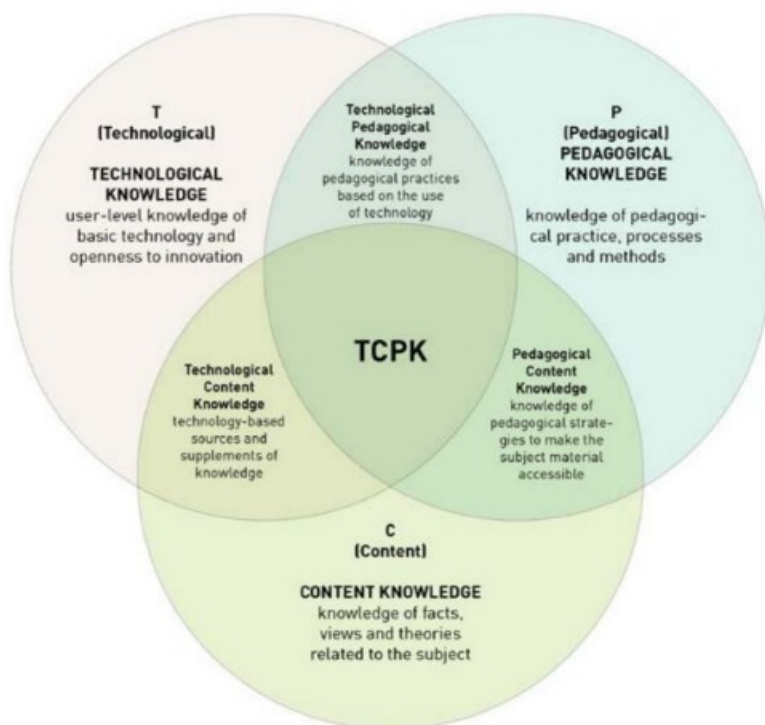 T
(Technological)
TECHNOLOGICAL
KNOWLEDGE
user-level knowledge of
basic technology and
openness to innovation
Technological
Pedagogical
Knowledge
knowledge of
pedagogical practices
based on the use
of technology
P
(Pedagogical)
PEDAGOGICAL
KNOWLEDGE
knowledge of pedagogi-
cal practice, processes
and methods
TCPK
Technological
Content
Knowledge
technology-based
sources and
supplements of
knowledge
Pedagogical
Content
Knowledge
knowledge of
pedagogical strate-
gies to make the
subject material
accessible
C
(Content)
CONTENT KNOWLEDGE
knowledge of facts,
views and theories
related to the subject